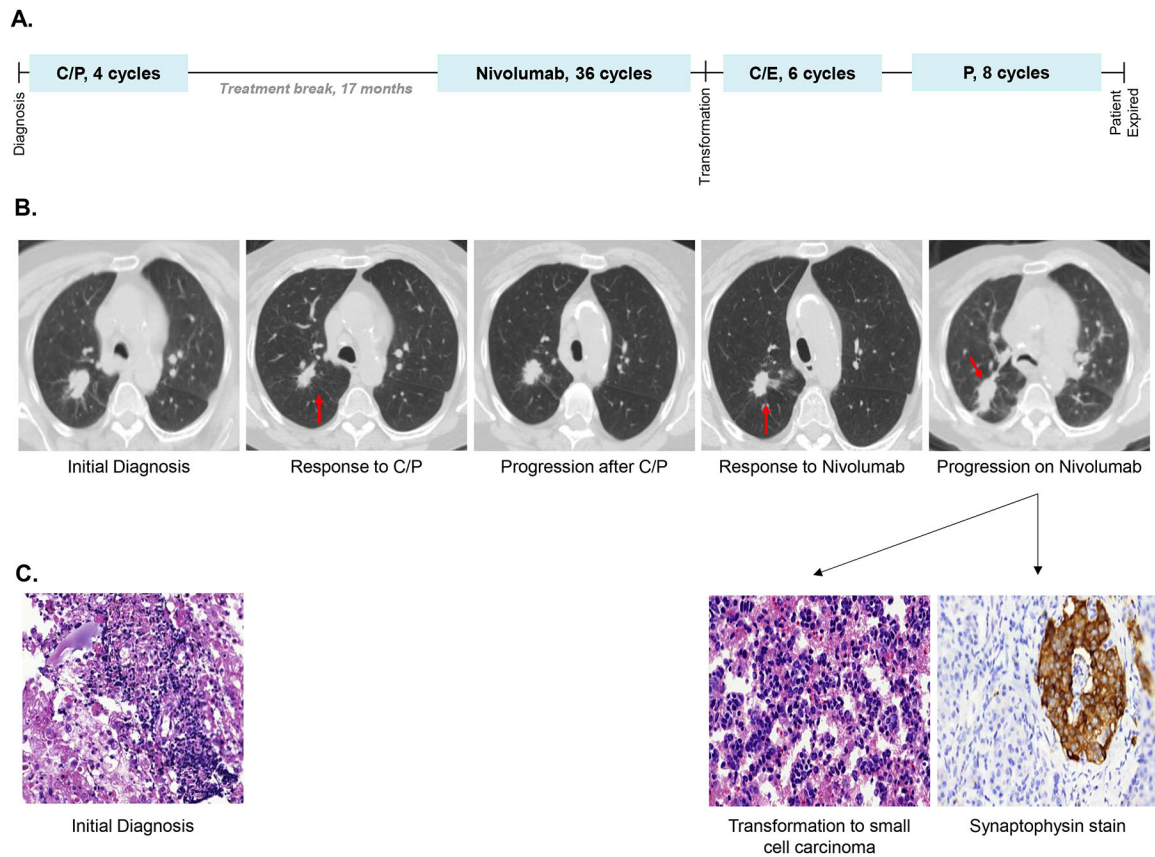 A.
C/P, 4 cycles
Treatment break, 17 months
Nivolumab, 36 cycles
C/E, 6 cycles
P, 8 cycles
Diagnosis
Transformation
Patient
Expired
B.
Initial Diagnosis
Response to C/P
Progression after C/P
Response to Nivolumab
Progression on Nivolumab
C.
Initial Diagnosis
Transformation to small
cell carcinoma
Synaptophysin stain